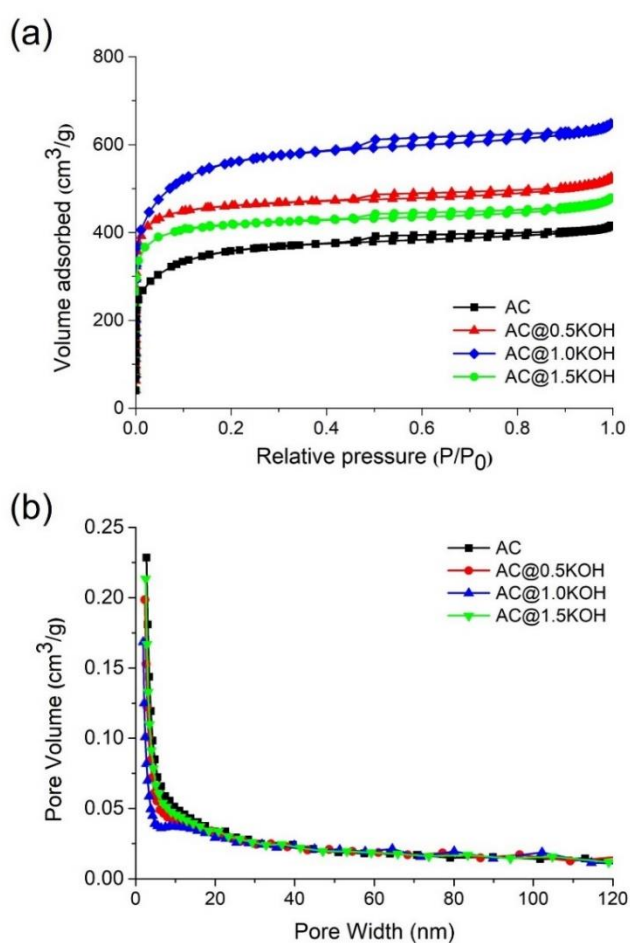 (a)
800
600
400
200
0
Volume adsorbed (cm³/g)
AC
AC@0.5KOH
AC@1.0KOH
AC@1.5KOH
0.0 0.2 0.4 0.6 0.8 1.0
Relative pressure (P/P₀)
(b)
0.25
0.20
0.15
0.10
0.05
0.00
Pore Volume (cm³/g)
AC
AC@0.5KOH
AC@1.0KOH
AC@1.5KOH
0 20 40 60 80 100 120
Pore Width (nm)